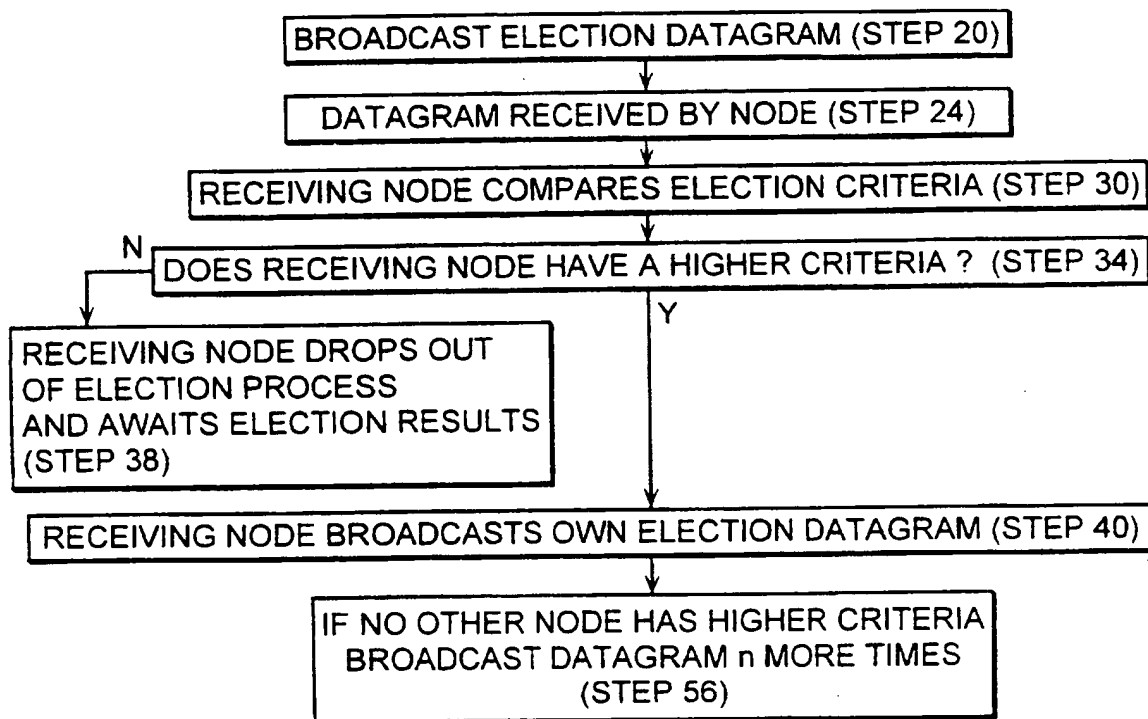 BROADCAST ELECTION DATAGRAM (STEP 20)
DATAGRAM RECEIVED BY NODE (STEP 24)
RECEIVING NODE COMPARES ELECTION CRITERIA (STEP 30)
N
DOES RECEIVING NODE HAVE A HIGHER CRITERIA ? (STEP 34)
Y
RECEIVING NODE DROPS OUT
OF ELECTION PROCESS
AND AWAITS ELECTION RESULTS
(STEP 38)
RECEIVING NODE BROADCASTS OWN ELECTION DATAGRAM (STEP 40)
IF NO OTHER NODE HAS HIGHER CRITERIA
BROADCAST DATAGRAM n MORE TIMES
(STEP 56)